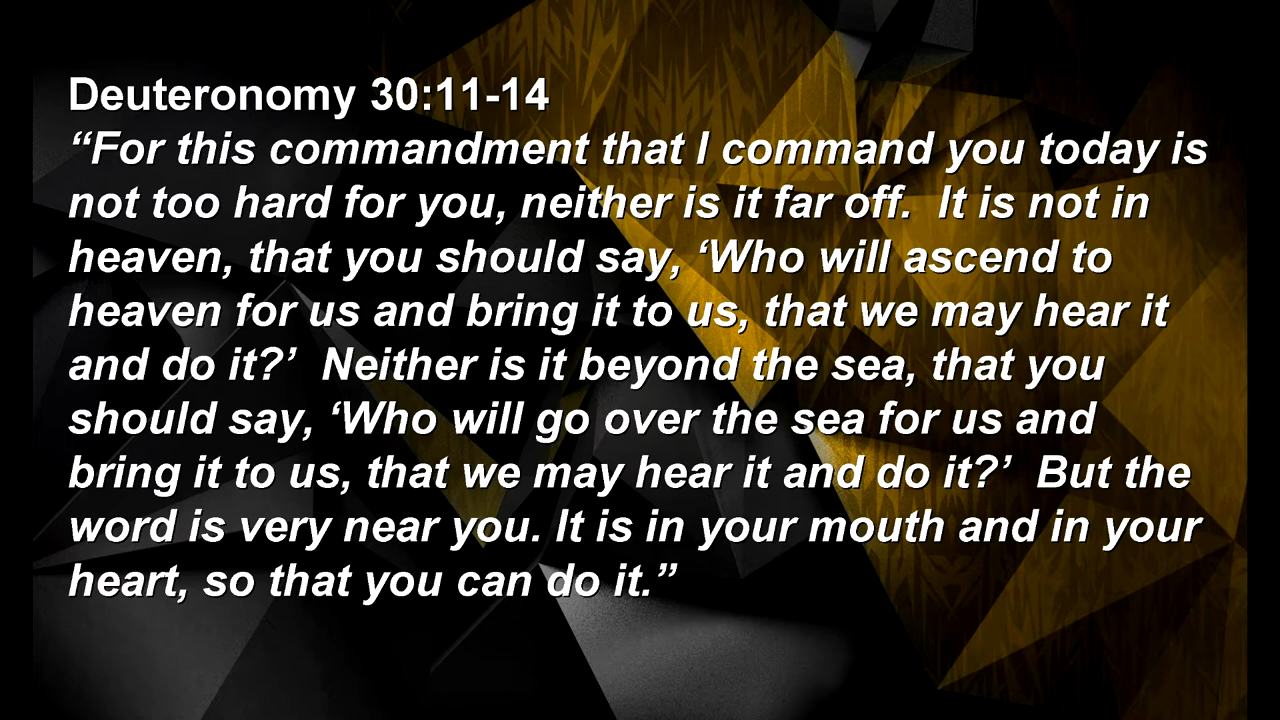 Deuteronomy 30:11-14
“For this commandment that I command you today is
not too hard for you, neither is it far off.  It is not in
heaven, that you should say, ‘Who will ascend to
heaven for us and bring it to us, that we may hear it
and do it?’  Neither is it beyond the sea, that you
should say, ‘Who will go over the sea for us and
bring it to us, that we may hear it and do it?’  But the
word is very near you. It is in your mouth and in your
heart, so that you can do it.”